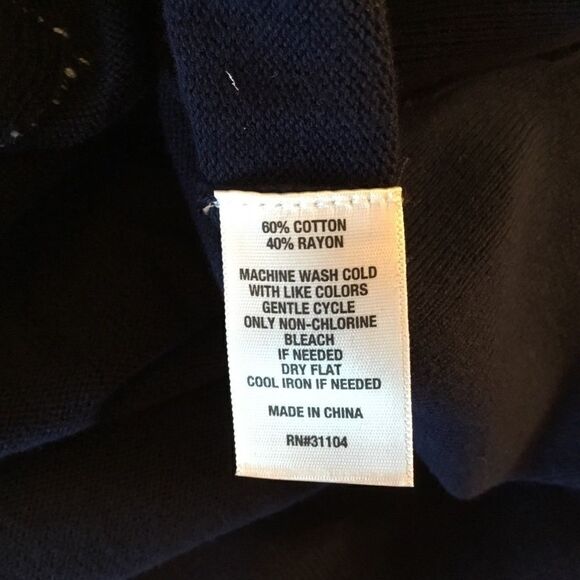 60% COTTON
40% RAYON
MACHINE WASH COLD
WITH LIKE COLORS
GENTLE CYCLE
ONLY NON-CHLORINE
BLEACH
IF NEEDED
DRY FLAT
COOL IRON IF NEEDED
MADE IN CHINA
RN#31104